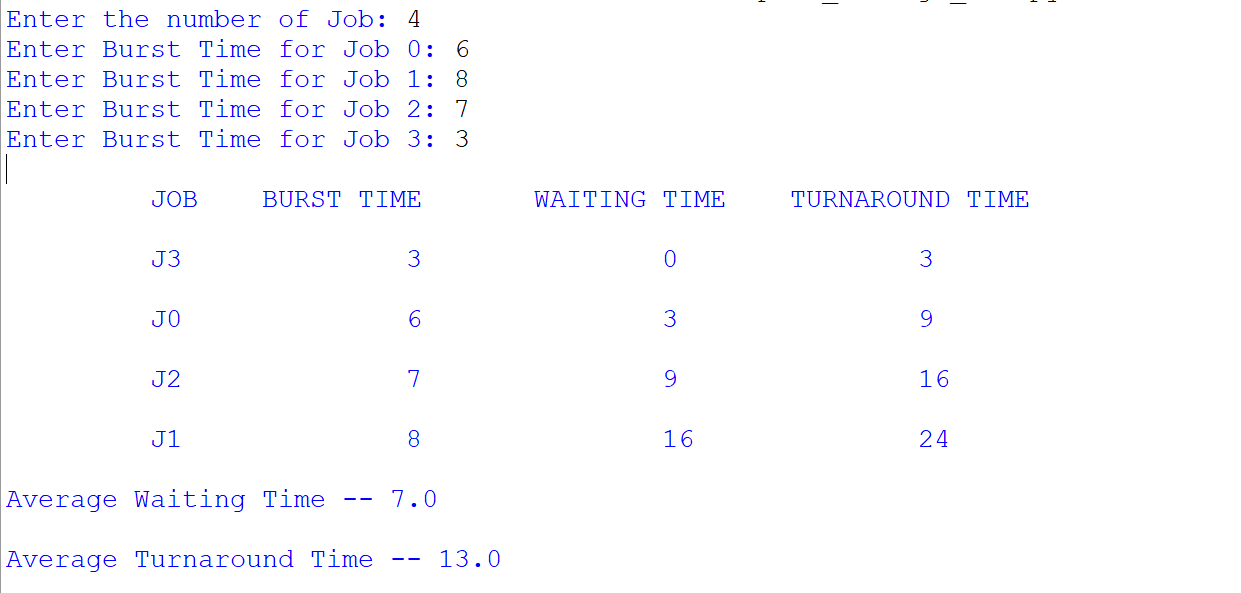 Enter the number of Job: 4
Enter Burst Time for Job 0: 6
Enter Burst Time for Job 1: 8
Enter Burst Time for Job 2: 7
Enter Burst Time for Job 3: 3
JOB BURST TIME WAITING TIME TURNAROUND TIME
J3 3 0 3
J0 6 3 9
J2 7 9 16
J1 8 16 24
Average Waiting Time -- 7.0
Average Turnaround Time -- 13.0